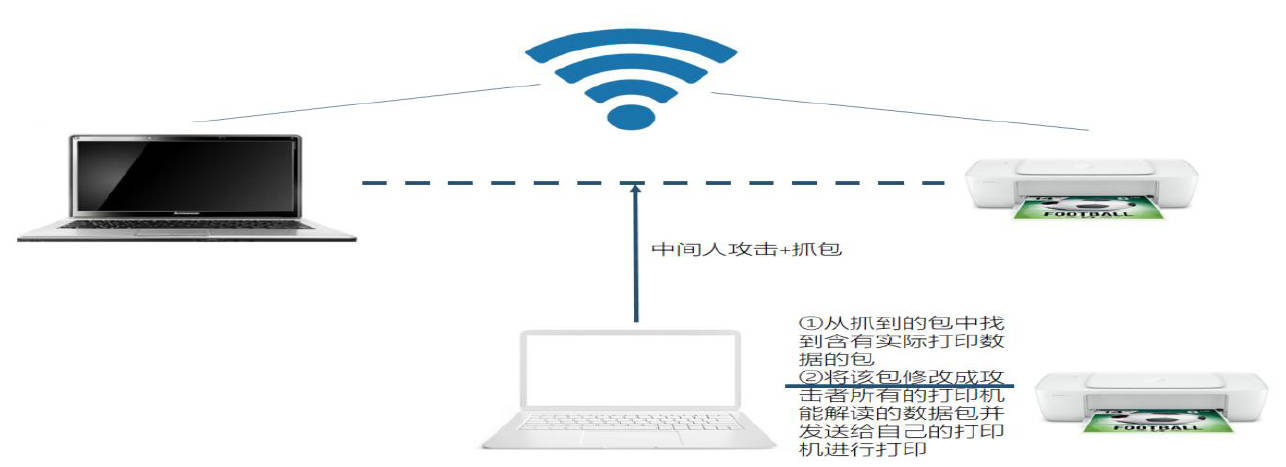 FOOTBALL
中间人攻击+抓包
①从抓到的包中找
到含有实际打印数
据的包
②将该包修改成攻
击者所有的打印机
能解读的数据包并
发送给自己的打印
机进行打印
FOOTBALL